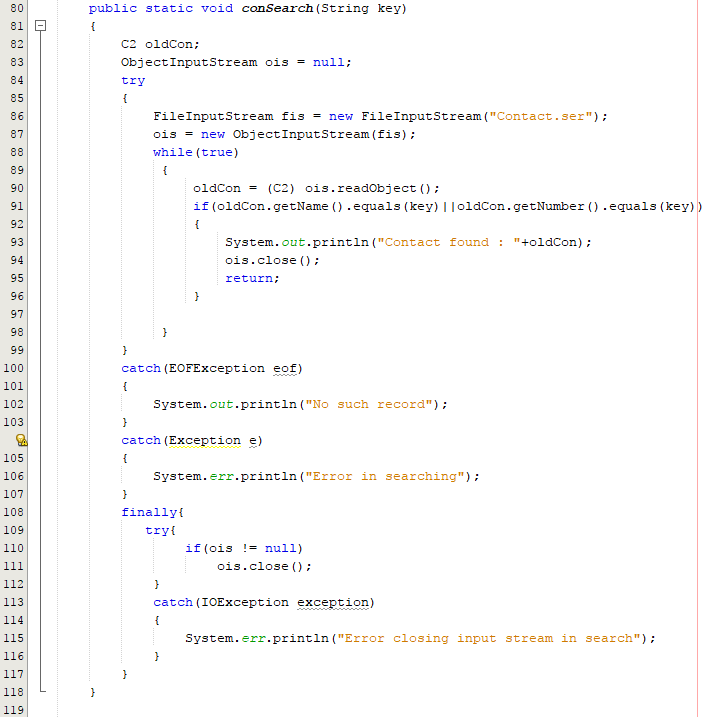 80 public static void conSearch(String key)
81 {
82 C2 oldCon;
83 ObjectInputStream ois = null;
84 try
85 {
86 FileInputStream fis = new FileInputStream("Contact.ser");
87 ois = new ObjectInputStream(fis);
88 while(true)
89 {
90 oldCon = (C2) ois.readObject();
91 if(oldCon.getName().equals(key)||oldCon.getNumber().equals(key))
92 {
93 System.out.println("Contact found : "+oldCon);
94 ois.close();
95 return;
96 }
97
98 }
99 }
100 catch(EOFException eof)
101 {
102 System.out.println("No such record");
103 }
catch(Exception e)
105 {
106 System.err.println("Error in searching");
107 }
108 finally{
109 try{
110 if(ois != null)
111 ois.close();
112 }
113 catch(IOException exception)
114 {
115 System.err.println("Error closing input stream in search");
116 }
117 }
118 }
119